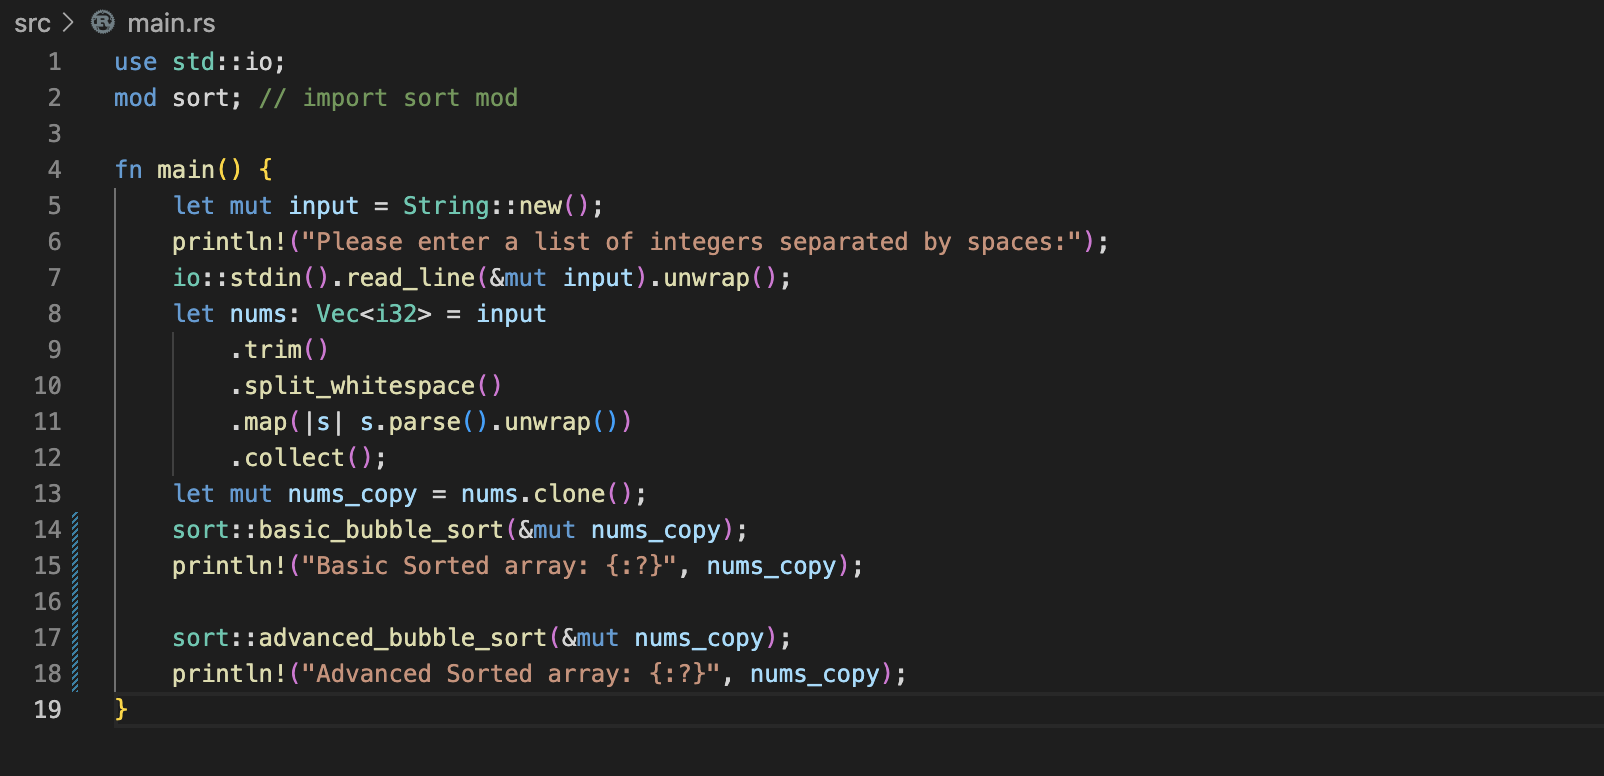 src > main.rs
1 use std::io;
2 mod sort; // import sort mod
3
4 fn main() {
5     let mut input = String::new();
6     println!("Please enter a list of integers separated by spaces:");
7     io::stdin().read_line(&mut input).unwrap();
8     let nums: Vec<i32> = input
9         .trim()
10         .split_whitespace()
11         .map(|s| s.parse().unwrap())
12         .collect();
13     let mut nums_copy = nums.clone();
14     sort::basic_bubble_sort(&mut nums_copy);
15     println!("Basic Sorted array: {:?}", nums_copy);
16
17     sort::advanced_bubble_sort(&mut nums_copy);
18     println!("Advanced Sorted array: {:?}", nums_copy);
19 }